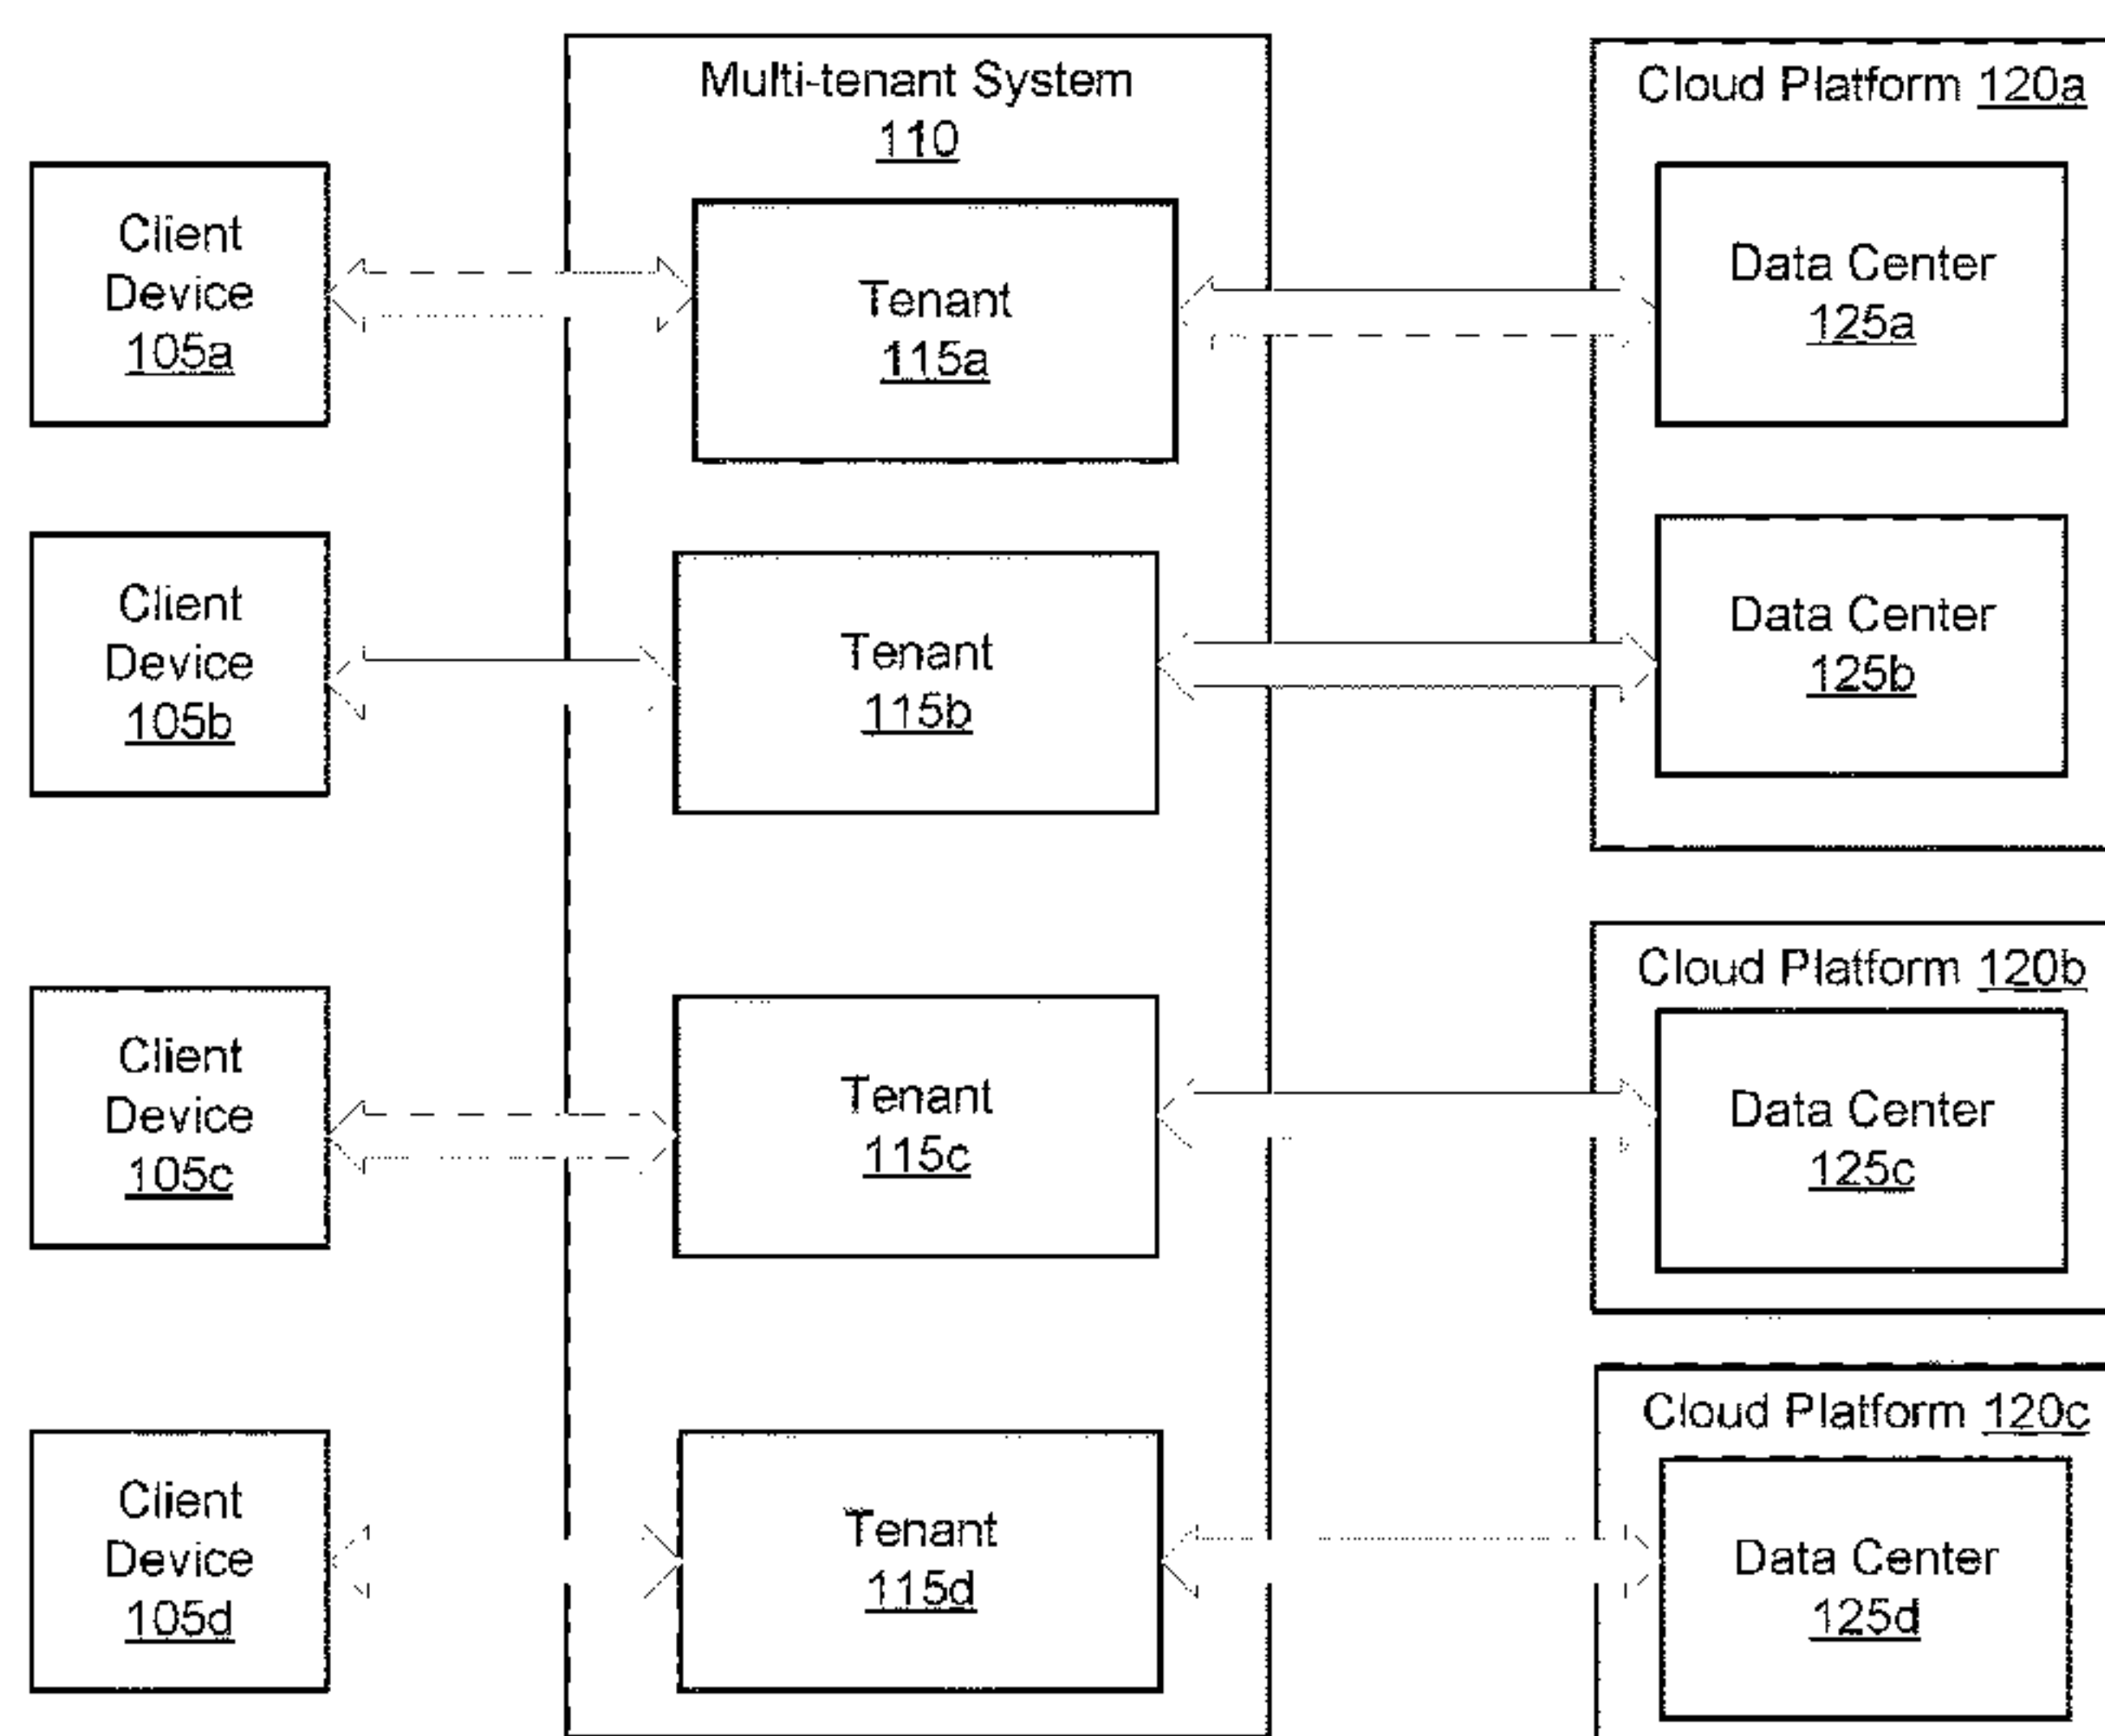 Multi-tenant System
110
Cloud Platform 120a
Client
Device
105a
Tenant
115a
Data Center
125a
Client
Device
105b
Tenant
115b
Data Center
125b
Cloud Platform 120b
Client
Device
105c
Tenant
115c
Data Center
125c
Cloud Platform 120c
Client
Device
105d
Tenant
115d
Data Center
125d